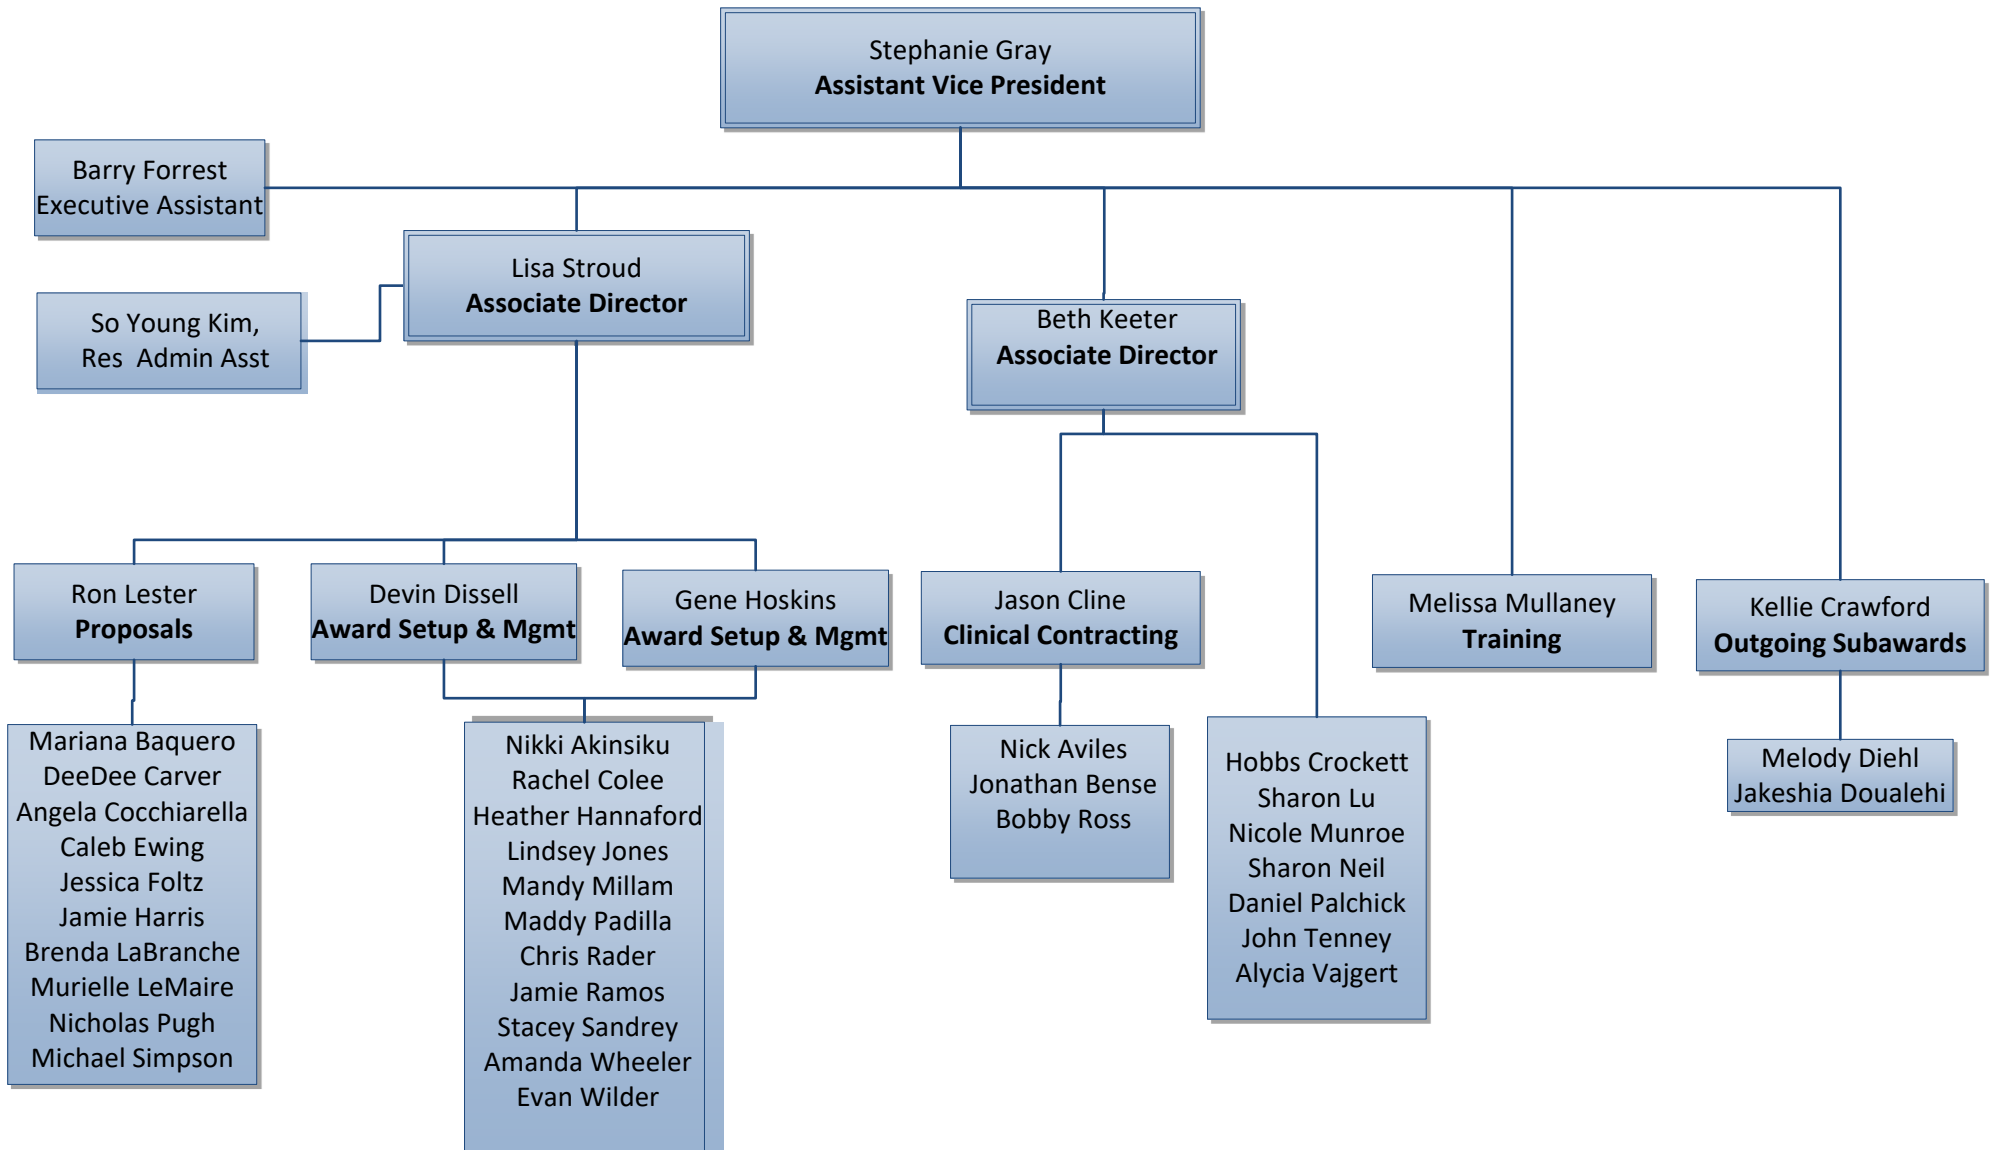 Stephanie Gray
Assistant Vice President
Barry Forrest
Executive Assistant
Lisa Stroud
Associate Director
So Young Kim,
Res  Admin Asst
Beth Keeter
Associate Director
Ron Lester
Proposals
Devin Dissell
Award Setup & Mgmt
Gene Hoskins
Award Setup & Mgmt
Jason Cline
Clinical Contracting
Melissa Mullaney
Training
Kellie Crawford
Outgoing Subawards
Mariana Baquero
DeeDee Carver
Angela Cocchiarella
Caleb Ewing
Jessica Foltz
Jamie Harris
Brenda LaBranche
Murielle LeMaire
Nicholas Pugh
Michael Simpson
Nikki Akinsiku
Rachel Colee
Heather Hannaford
Lindsey Jones
Mandy Millam
Maddy Padilla
Chris Rader
Jamie Ramos
Stacey Sandrey
Amanda Wheeler
Evan Wilder
Nick Aviles
Jonathan Bense
Bobby Ross
Hobbs Crockett
Sharon Lu
Nicole Munroe
Sharon Neil
Daniel Palchick
John Tenney
Alycia Vajgert
Melody Diehl
Jakeshia Doualehi